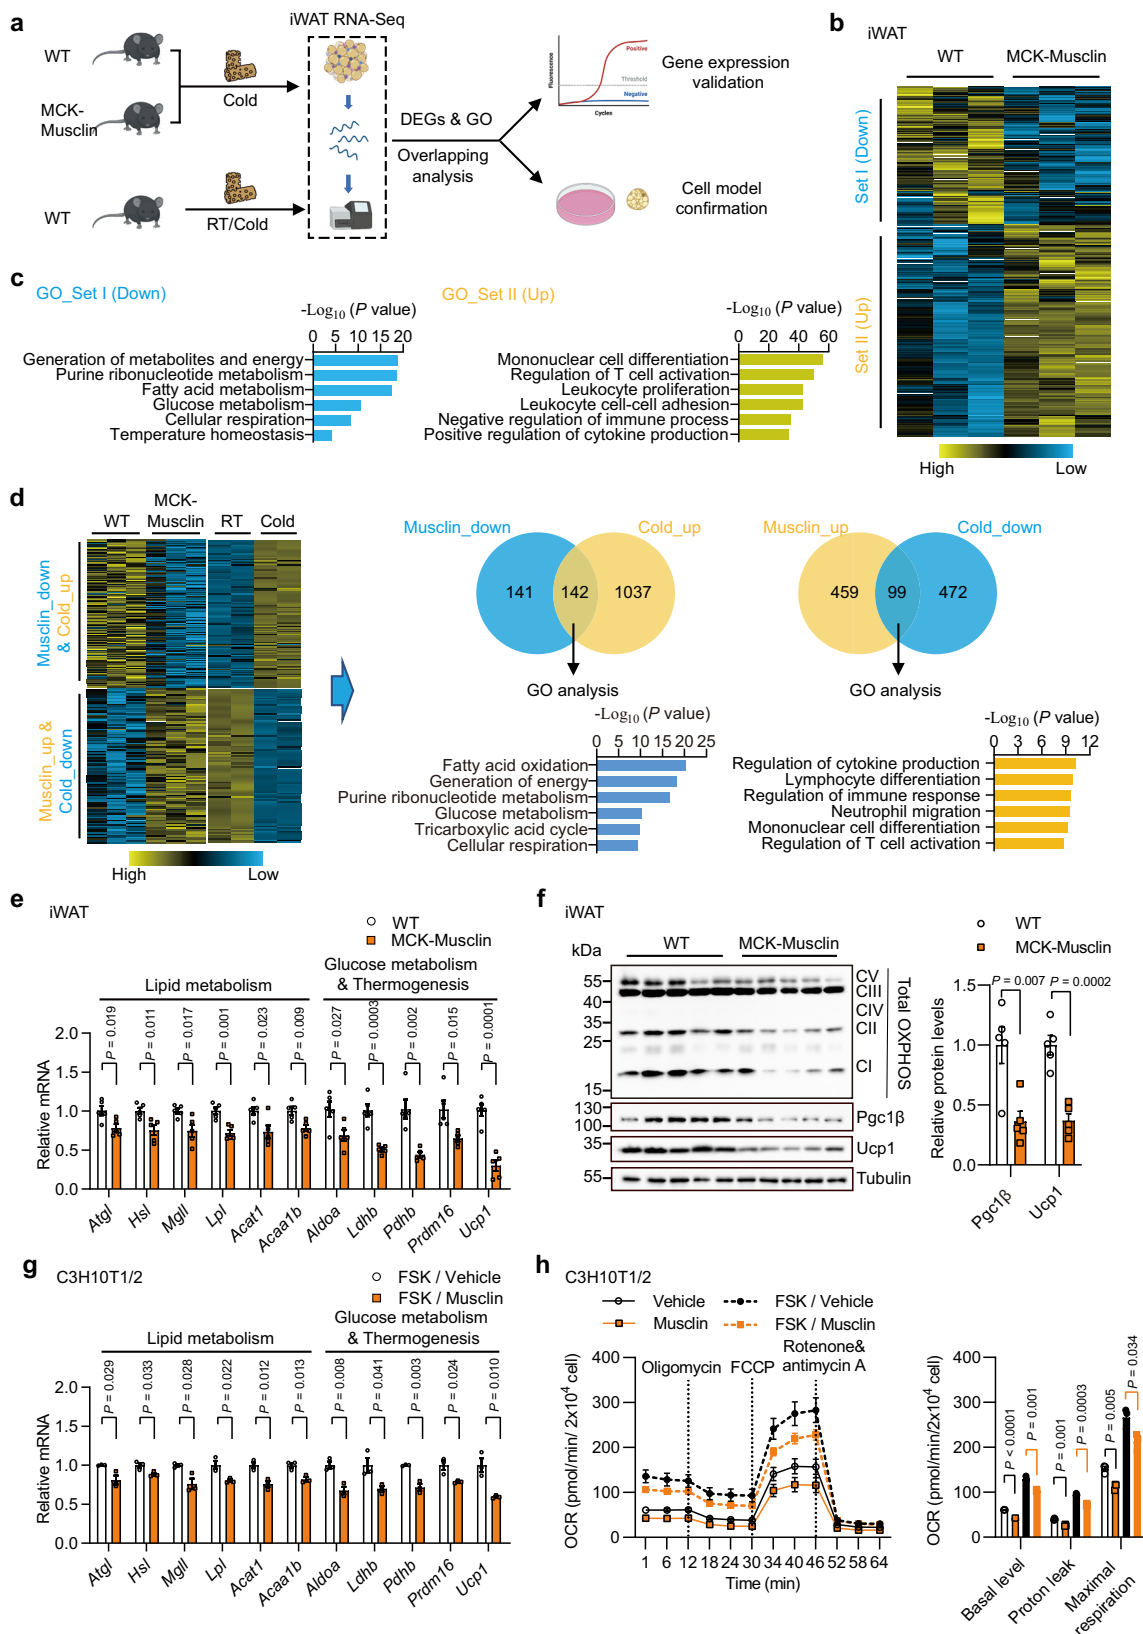 a
iWAT RNA-Seq
WT
MCK-
Musclin
Cold
WT
RT/Cold
DEGs & GO
Overlapping
analysis
Fluorescence
Positive
Threshold
Negative
Cycles
Gene expression
validation
Cell model
confirmation
b
iWAT
WT MCK-Musclin
Set I (Down)
Set II (Up)
High Low
c
GO_Set I (Down)
-Log10 (P value)
0 5 10 15 20
Generation of metabolites and energy
Purine ribonucleotide metabolism
Fatty acid metabolism
Glucose metabolism
Cellular respiration
Temperature homeostasis
GO_Set II (Up)
-Log10 (P value)
0 20 40 60
Mononuclear cell differentiation
Regulation of T cell activation
Leukocyte proliferation
Leukocyte cell-cell adhesion
Negative regulation of immune process
Positive regulation of cytokine production
d
WT MCK-
Musclin RT Cold
Musclin_down
& Cold_up
Musclin_up &
Cold_down
High Low
Musclin_down Cold_up
141 142 1037
GO analysis
-Log10 (P value)
0 5 10 15 20 25
Fatty acid oxidation
Generation of energy
Purine ribonucleotide metabolism
Glucose metabolism
Tricarboxylic acid cycle
Cellular respiration
Musclin_up Cold_down
459 99 472
GO analysis
-Log10 (P value)
0 3 6 9 12
Regulation of cytokine production
Lymphocyte differentiation
Regulation of immune response
Neutrophil migration
Mononuclear cell differentiation
Regulation of T cell activation
e
iWAT
WT
MCK-Musclin
Lipid metabolism
Glucose metabolism
& Thermogenesis
P = 0.019
P = 0.011
P = 0.017
P = 0.001
P = 0.023
P = 0.009
P = 0.027
P = 0.0003
P = 0.002
P = 0.015
P = 0.0001
Relative mRNA
2.0
1.5
1.0
0.5
0.0
Atgl Hsl Mgll Lpl Acat1 Acaa1b Aldoa Ldhb Pdhb Prdm16 Ucp1
f
iWAT
kDa
WT MCK-Musclin
55
40
35
25
15
130
100
35
55
CV
CIII
CIV
CII
CI
Total OXPHOS
Pgc1β
Ucp1
Tubulin
WT
MCK-Musclin
P = 0.007
P = 0.0002
Relative protein levels
1.5
1.0
0.5
0.0
Pgc1β Ucp1
g
C3H10T1/2
FSK / Vehicle
FSK / Musclin
Lipid metabolism
Glucose metabolism
& Thermogenesis
P = 0.029
P = 0.033
P = 0.028
P = 0.022
P = 0.012
P = 0.013
P = 0.008
P = 0.041
P = 0.003
P = 0.024
P = 0.010
Relative mRNA
2.0
1.5
1.0
0.5
0.0
Atgl Hsl Mgll Lpl Acat1 Acaa1b Aldoa Ldhb Pdhb Prdm16 Ucp1
h
C3H10T1/2
Vehicle FSK / Vehicle
Musclin FSK / Musclin
Oligomycin FCCP Rotenone&
antimycin A
OCR (pmol/min/ 2x10⁴ cell)
400
300
200
100
0
1 6 12 18 24 30 34 40 46 52 58 64
Time (min)
OCR (pmol/min/2x10⁴ cell)
400
300
200
100
0
P < 0.0001
P = 0.001
P = 0.001
P = 0.0003
P = 0.005
P = 0.034
Basal level
Proton leak
Maximal
respiration